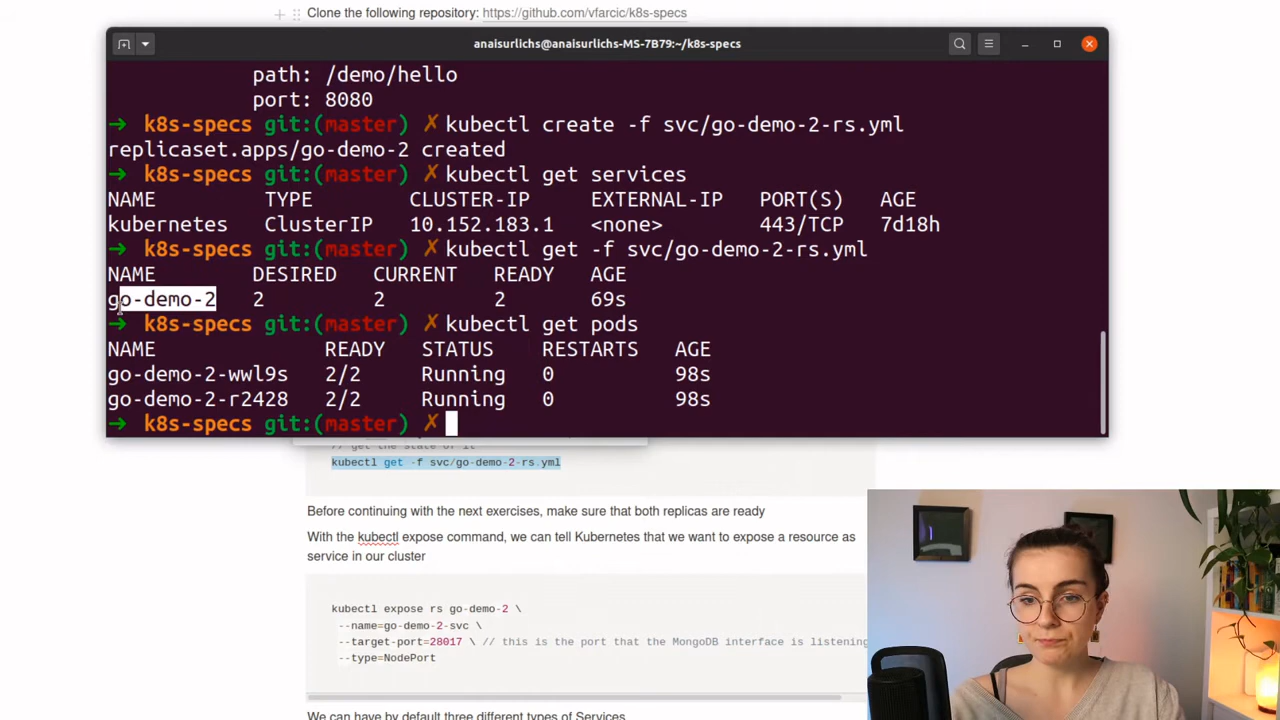 Clone the following repository: https://github.com/vfarcic/k8s-specs
anaisurlichs@anaisurlichs-MS-7B79:~/k8s-specs
path: /demo/hello
port: 8080
→ k8s-specs git:(master) ✗ kubectl create -f svc/go-demo-2-rs.yml
replicaset.apps/go-demo-2 created
→ k8s-specs git:(master) ✗ kubectl get services
NAME TYPE CLUSTER-IP EXTERNAL-IP PORT(S) AGE
kubernetes ClusterIP 10.152.183.1 <none> 443/TCP 7d18h
→ k8s-specs git:(master) ✗ kubectl get -f svc/go-demo-2-rs.yml
NAME DESIRED CURRENT READY AGE
go-demo-2 2 2 2 69s
→ k8s-specs git:(master) ✗ kubectl get pods
NAME READY STATUS RESTARTS AGE
go-demo-2-wwl9s 2/2 Running 0 98s
go-demo-2-r2428 2/2 Running 0 98s
→ k8s-specs git:(master) ✗
// get the state of it
kubectl get -f svc/go-demo-2-rs.yml
Before continuing with the next exercises, make sure that both replicas are ready
With the kubectl expose command, we can tell Kubernetes that we want to expose a resource as
service in our cluster
kubectl expose rs go-demo-2 \
--name=go-demo-2-svc \
--target-port=28017 \ // this is the port that the MongoDB interface is listening
--type=NodePort
We can have by default three different types of Services